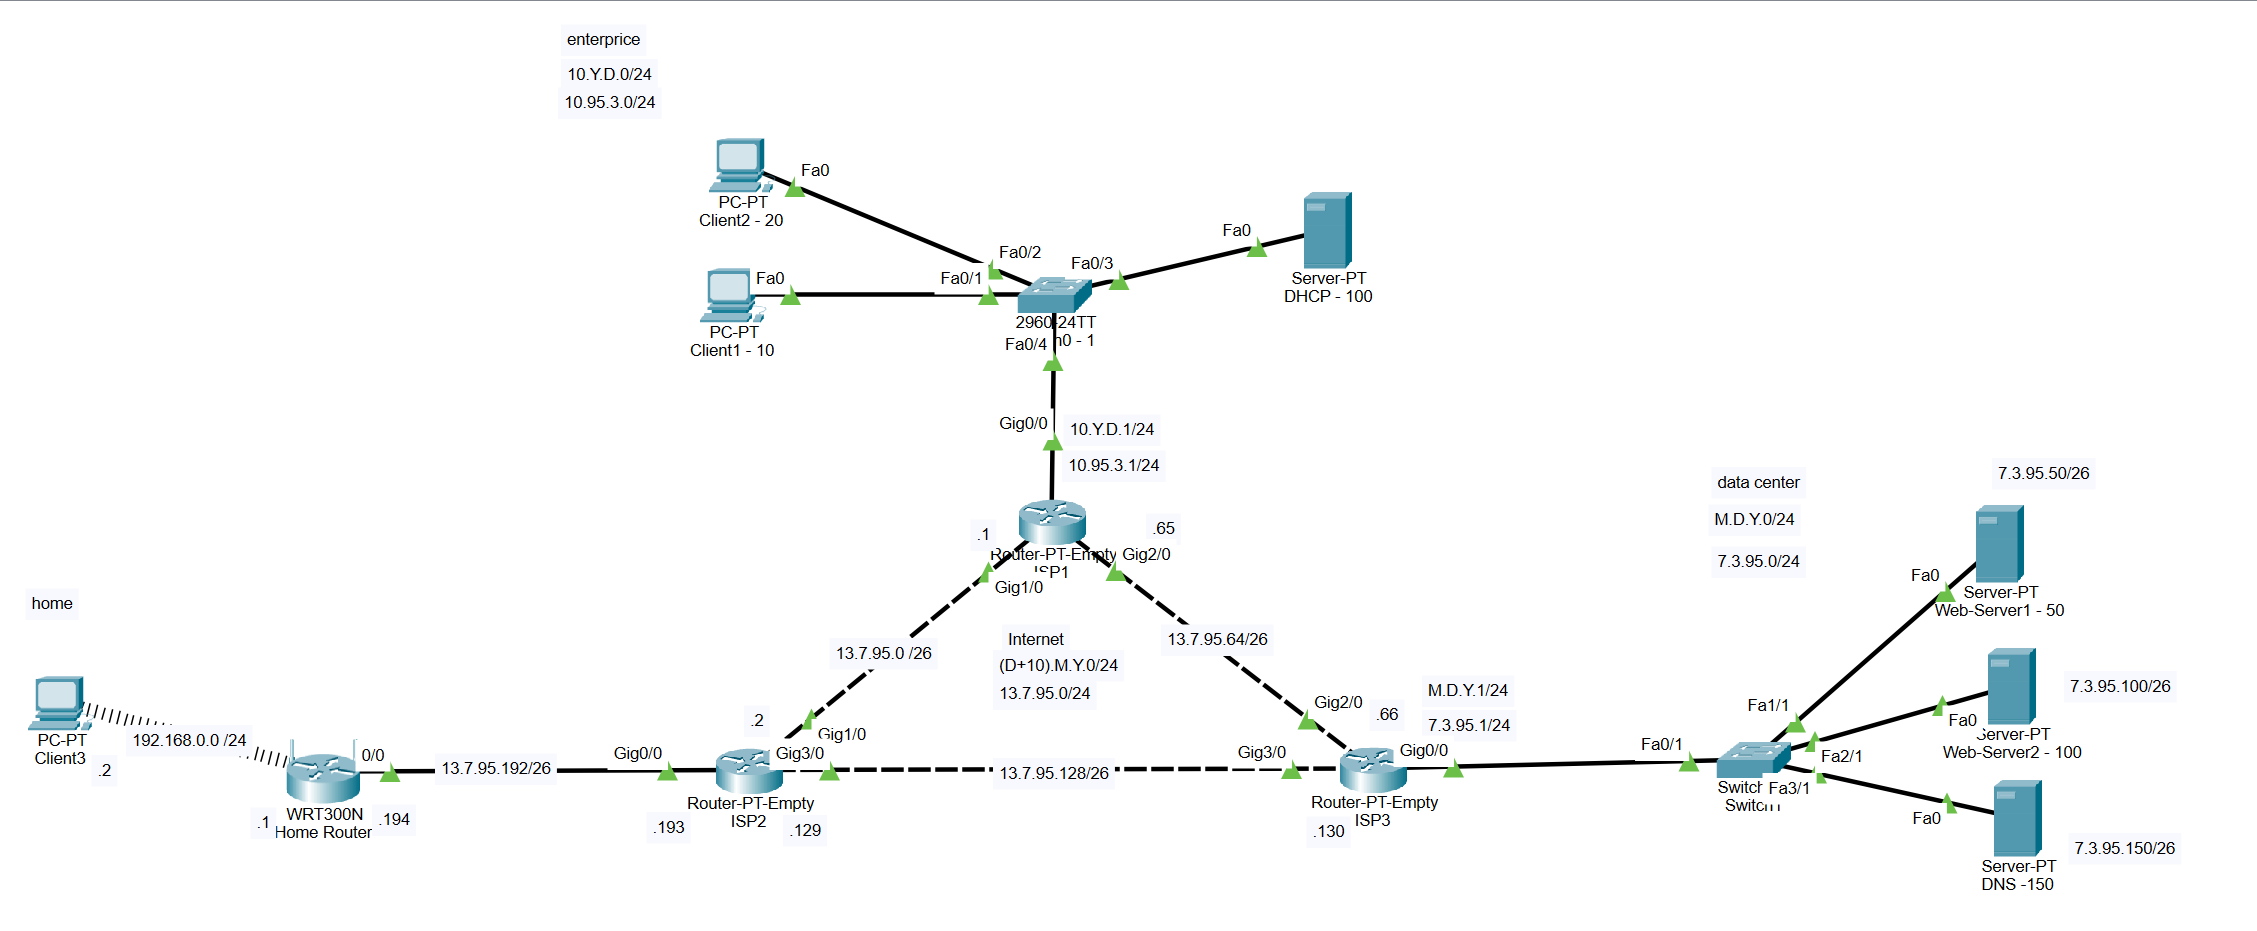 enterprice
10.Y.D.0/24
10.95.3.0/24
Fa0
PC-PT
Client2 - 20
Fa0/2
Fa0/3
Fa0
Server-PT
DHCP - 100
Fa0
Fa0/1
PC-PT
Client1 - 10
2960-24TT
0 - 1
Fa0/4
Gig0/0
10.Y.D.1/24
10.95.3.1/24
.1
.65
Router-PT-Empty
ISP1
Gig2/0
Gig1/0
data center
M.D.Y.0/24
7.3.95.0/24
7.3.95.50/26
Fa0
Server-PT
Web-Server1 - 50
home
13.7.95.0 /26
Internet
(D+10).M.Y.0/24
13.7.95.0/24
13.7.95.64/26
PC-PT
Client3
.2
192.168.0.0 /24
0/0
WRT300N
Home Router
.1
.194
13.7.95.192/26
Gig0/0
.2
Gig1/0
Gig3/0
Router-PT-Empty
ISP2
.193
.129
13.7.95.128/26
Gig2/0
.66
M.D.Y.1/24
7.3.95.1/24
Gig3/0
Gig0/0
Router-PT-Empty
ISP3
.130
Fa0/1
Fa1/1
Fa2/1
Fa3/1
Switch
Fa0
Server-PT
Web-Server2 - 100
7.3.95.100/26
Fa0
Server-PT
DNS -150
7.3.95.150/26